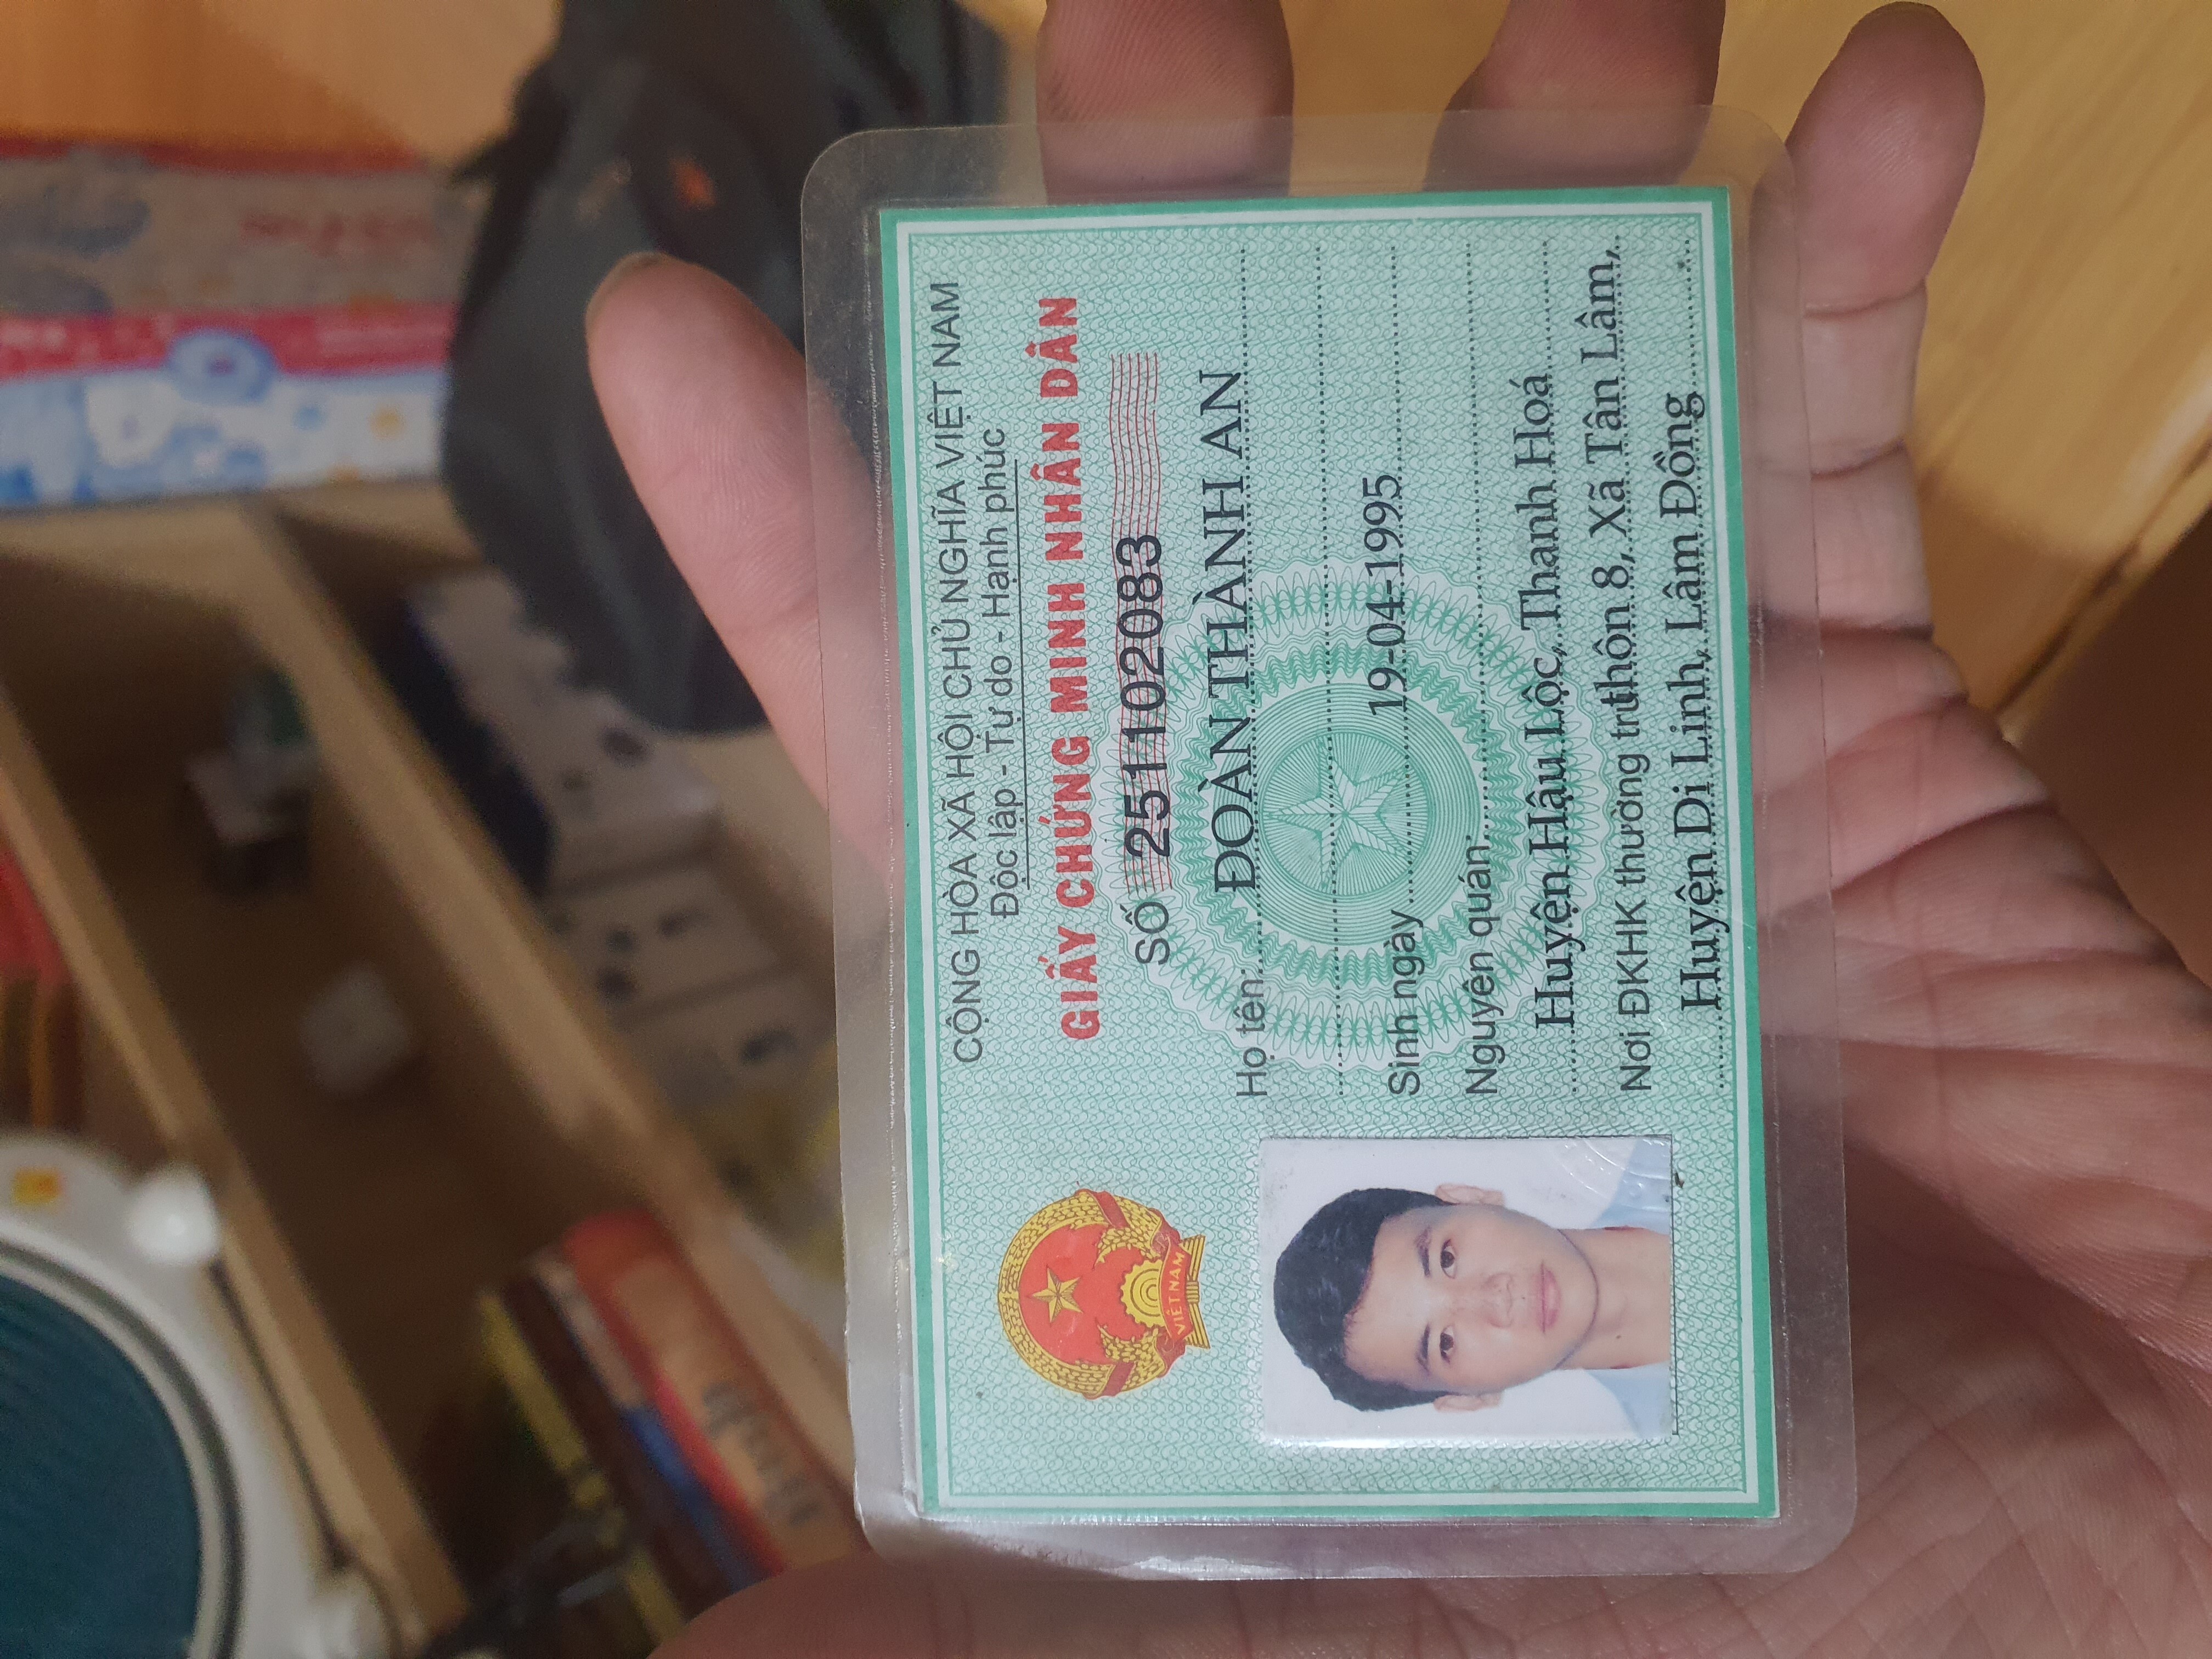 CỘNG HÒA XÃ HỘI CHỦ NGHĨA VIỆT NAM
Độc lập - Tự do - Hạnh phúc
GIẤY CHỨNG MINH NHÂN DÂN
SỐ 251102083
Họ tên: ĐOÀN THÀNH AN
Sinh ngày 19-04-1995
Nguyên quán
Huyện Hậu Lộc, Thanh Hoá
Nơi ĐKHK thường trú thôn 8, Xã Tân Lâm,
Huyện Di Linh, Lâm Đồng
VIỆT NAM